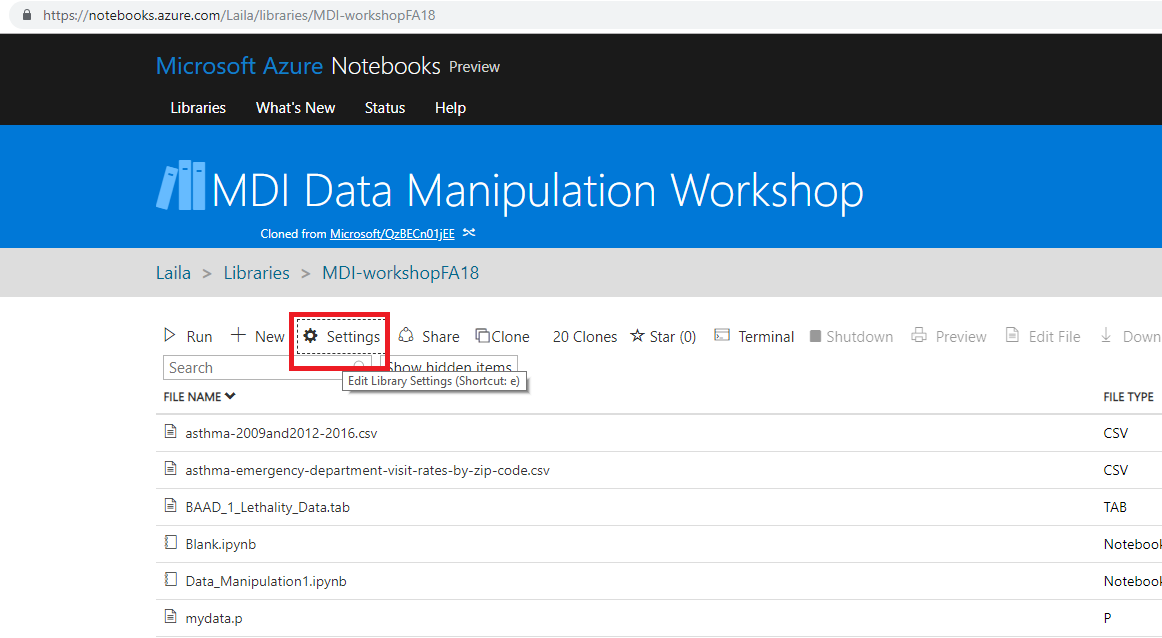 https://notebooks.azure.com/Laila/libraries/MDI-workshopFA18
Microsoft Azure Notebooks Preview
Libraries What's New Status Help
MDI Data Manipulation Workshop
Cloned from Microsoft/QzBECn01jEE
Laila > Libraries > MDI-workshopFA18
Run New Settings Share Clone 20 Clones Star (0) Terminal Shutdown Preview Edit File Down
Search Show hidden items
Edit Library Settings (Shortcut: e)
FILE NAME FILE TYPE
asthma-2009and2012-2016.csv CSV
asthma-emergency-department-visit-rates-by-zip-code.csv CSV
BAAD_1_Lethality_Data.tab TAB
Blank.ipynb Notebook
Data_Manipulation1.ipynb Notebook
mydata.p P